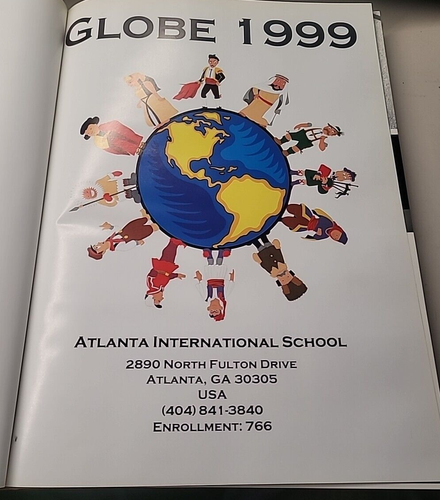 GLOBE 1999
ATLANTA INTERNATIONAL SCHOOL
2890 NORTH FULTON DRIVE
ATLANTA, GA 30305
USA
(404) 841-3840
ENROLLMENT: 766